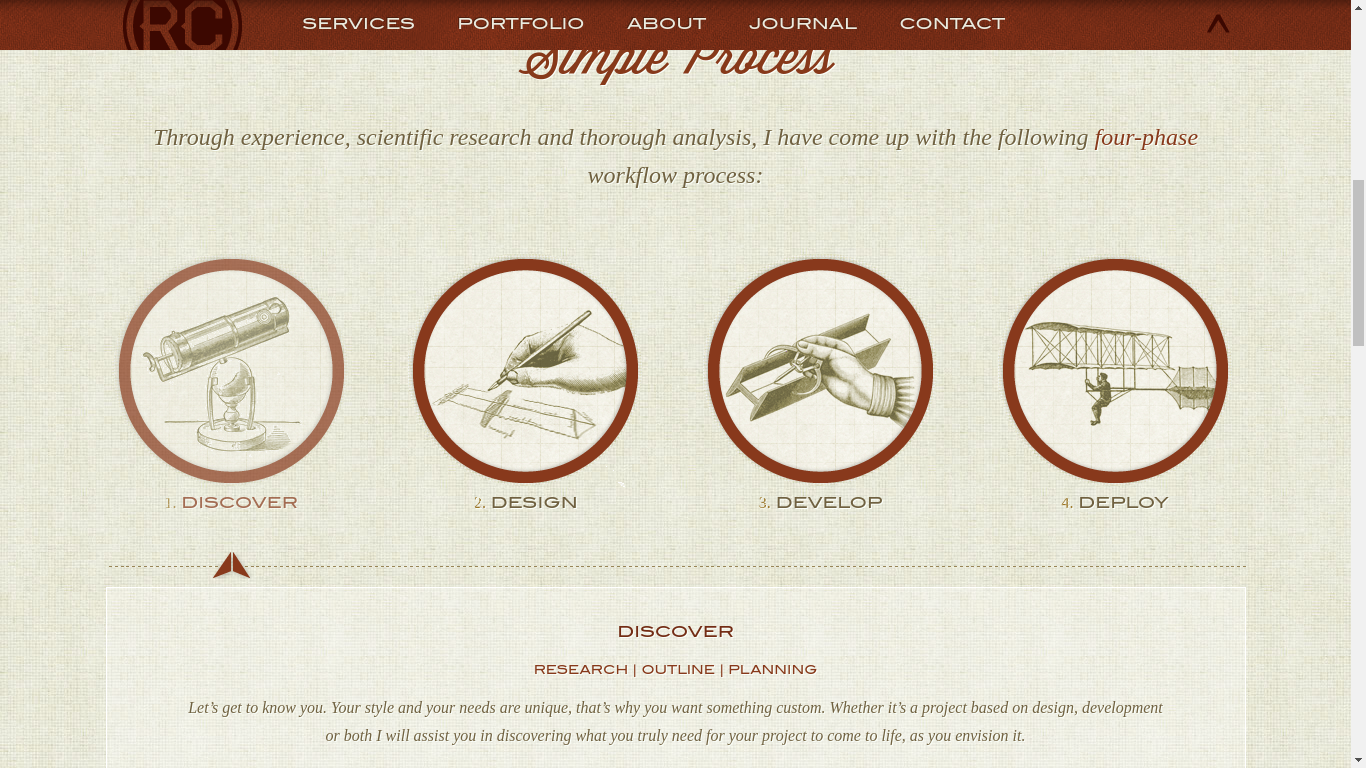 RC
SERVICES PORTFOLIO ABOUT JOURNAL CONTACT
Simple Process
Through experience, scientific research and thorough analysis, I have come up with the following four-phase
workflow process:
1. DISCOVER
2. DESIGN
3. DEVELOP
4. DEPLOY
DISCOVER
RESEARCH | OUTLINE | PLANNING
Let’s get to know you. Your style and your needs are unique, that’s why you want something custom. Whether it’s a project based on design, development
or both I will assist you in discovering what you truly need for your project to come to life, as you envision it.